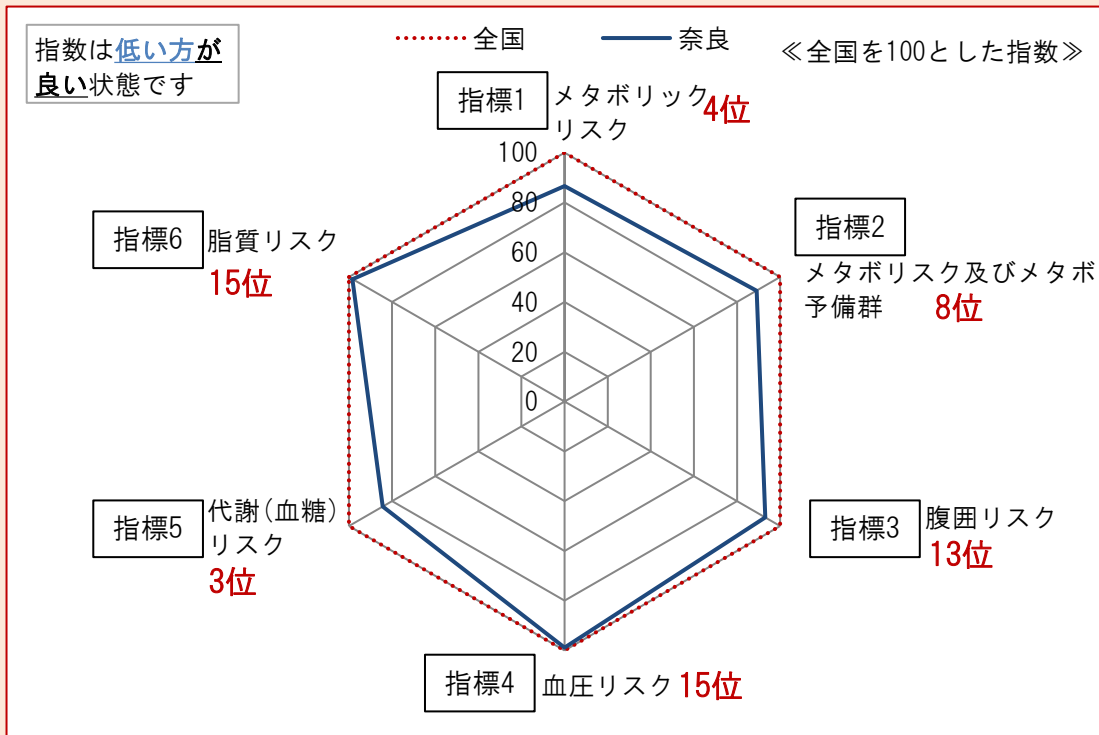 指数は低い方が
良い状態です
全国
奈良
≪全国を100とした指数≫
指標1
メタボリック
リスク
4位
指標2
メタボリスク及びメタボ
予備群
8位
指標3
腹囲リスク
13位
指標4
血圧リスク
15位
指標5
代謝(血糖)
リスク
3位
指標6
脂質リスク
15位
100
80
60
40
20
0